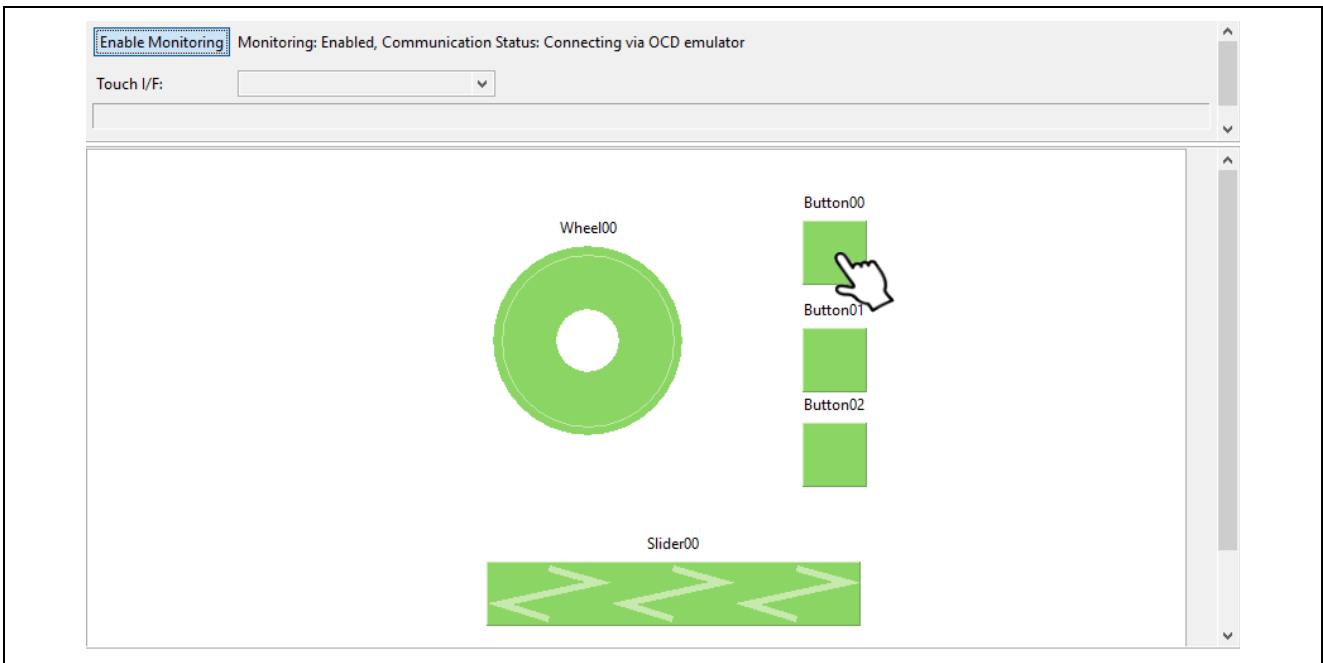 Enable Monitoring Monitoring: Enabled, Communication Status: Connecting via OCD emulator
Touch I/F:
Button00
Wheel00
Button01
Button02
Slider00